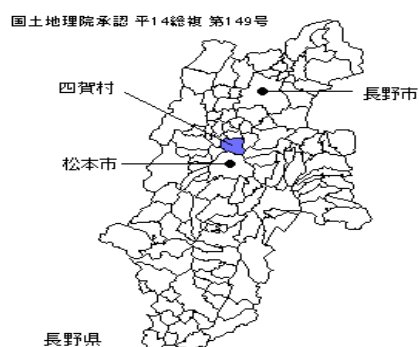 国土地理院承認 平14総複 第149号
四賀村
長野市
松本市
長野県